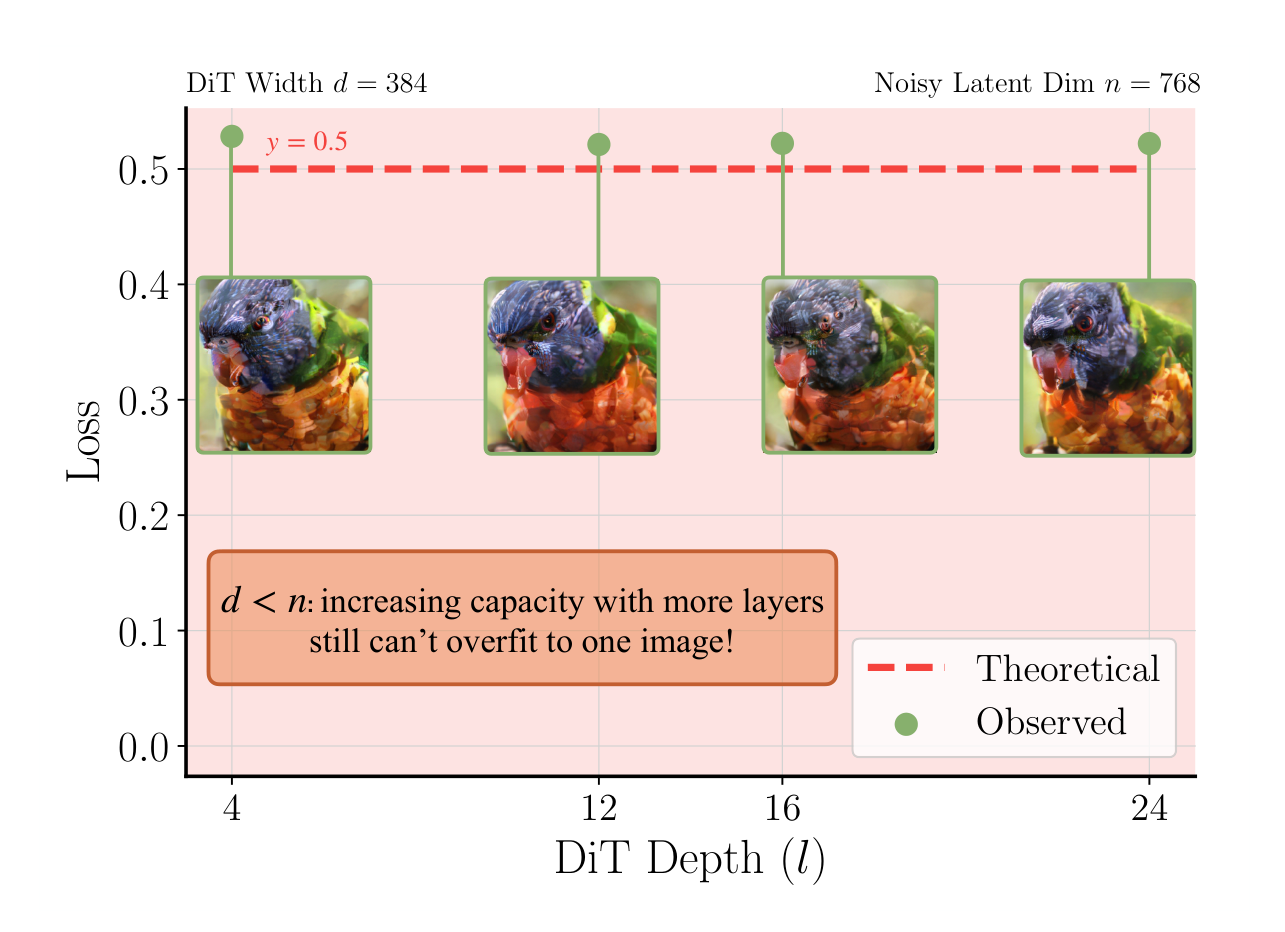 DiT Width d = 384
Noisy Latent Dim n = 768
y = 0.5
0.5
0.4
0.3
0.2
0.1
0.0
Loss
d < n: increasing capacity with more layers
still can't overfit to one image!
Theoretical
Observed
4
12
16
24
DiT Depth (l)